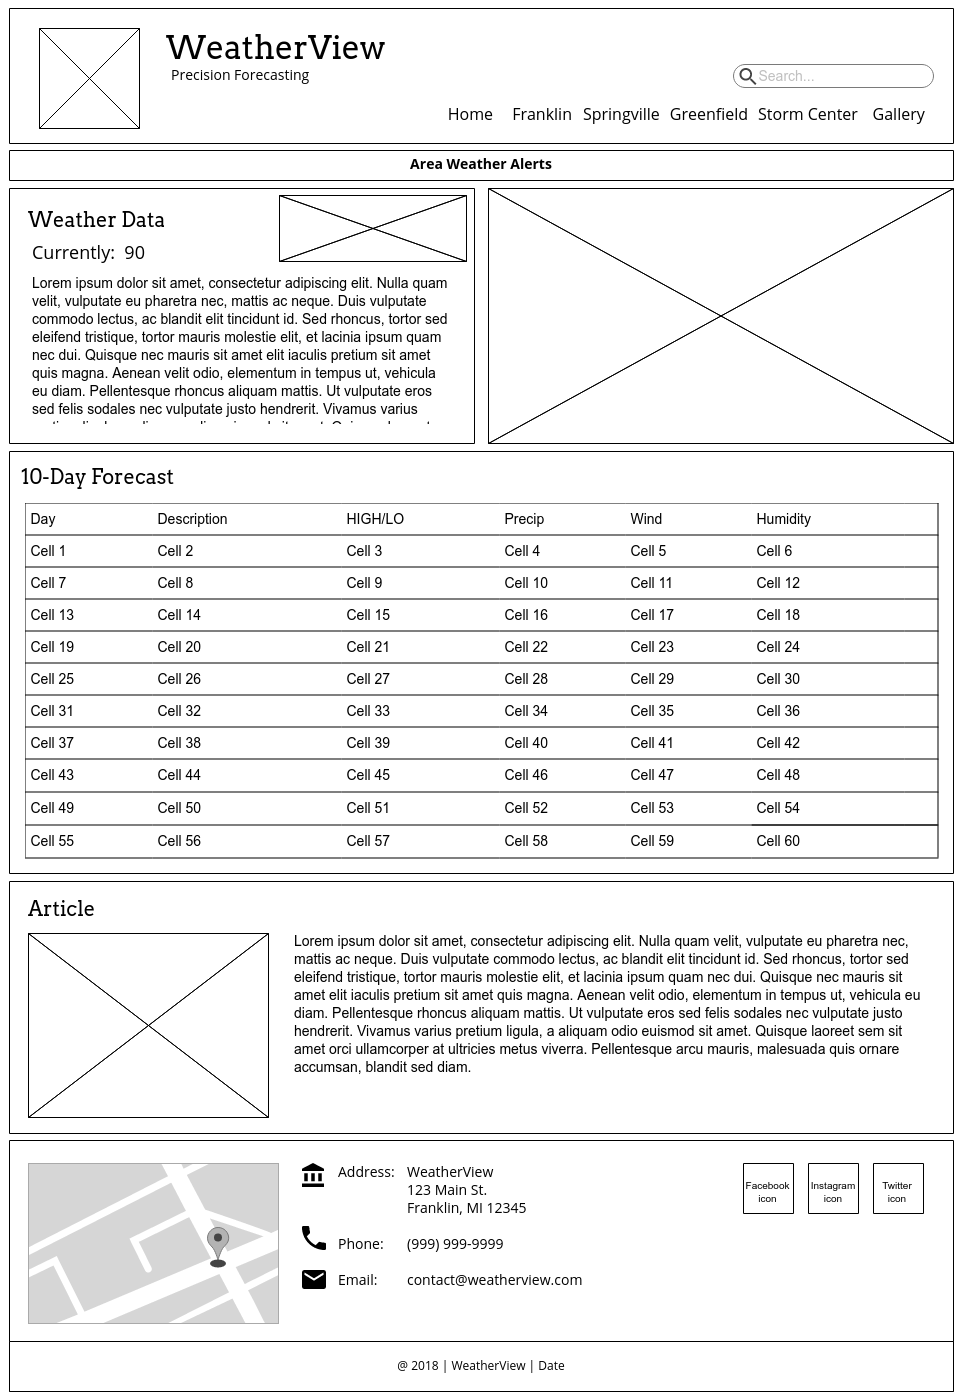 WeatherView
Precision Forecasting
Search...
Home Franklin Springville Greenfield Storm Center Gallery
Area Weather Alerts
Weather Data
Currently: 90
Lorem ipsum dolor sit amet, consectetur adipiscing elit. Nulla quam
velit, vulputate eu pharetra nec, mattis ac neque. Duis vulputate
commodo lectus, ac blandit elit tincidunt id. Sed rhoncus, tortor sed
eleifend tristique, tortor mauris molestie elit, et lacinia ipsum quam
nec dui. Quisque nec mauris sit amet elit iaculis pretium sit amet
quis magna. Aenean velit odio, elementum in tempus ut, vehicula
eu diam. Pellentesque rhoncus aliquam mattis. Ut vulputate eros
sed felis sodales nec vulputate justo hendrerit. Vivamus varius
10-Day Forecast
Day Description HIGH/LO Precip Wind Humidity
Cell 1 Cell 2 Cell 3 Cell 4 Cell 5 Cell 6
Cell 7 Cell 8 Cell 9 Cell 10 Cell 11 Cell 12
Cell 13 Cell 14 Cell 15 Cell 16 Cell 17 Cell 18
Cell 19 Cell 20 Cell 21 Cell 22 Cell 23 Cell 24
Cell 25 Cell 26 Cell 27 Cell 28 Cell 29 Cell 30
Cell 31 Cell 32 Cell 33 Cell 34 Cell 35 Cell 36
Cell 37 Cell 38 Cell 39 Cell 40 Cell 41 Cell 42
Cell 43 Cell 44 Cell 45 Cell 46 Cell 47 Cell 48
Cell 49 Cell 50 Cell 51 Cell 52 Cell 53 Cell 54
Cell 55 Cell 56 Cell 57 Cell 58 Cell 59 Cell 60
Article
Lorem ipsum dolor sit amet, consectetur adipiscing elit. Nulla quam velit, vulputate eu pharetra nec,
mattis ac neque. Duis vulputate commodo lectus, ac blandit elit tincidunt id. Sed rhoncus, tortor sed
eleifend tristique, tortor mauris molestie elit, et lacinia ipsum quam nec dui. Quisque nec mauris sit
amet elit iaculis pretium sit amet quis magna. Aenean velit odio, elementum in tempus ut, vehicula eu
diam. Pellentesque rhoncus aliquam mattis. Ut vulputate eros sed felis sodales nec vulputate justo
hendrerit. Vivamus varius pretium ligula, a aliquam odio euismod sit amet. Quisque laoreet sem sit
amet orci ullamcorper at ultricies metus viverra. Pellentesque arcu mauris, malesuada quis ornare
accumsan, blandit sed diam.
Address: WeatherView
123 Main St.
Franklin, MI 12345
Phone: (999) 999-9999
Email: contact@weatherview.com
Facebook
icon
Instagram
icon
Twitter
icon
@ 2018 | WeatherView | Date